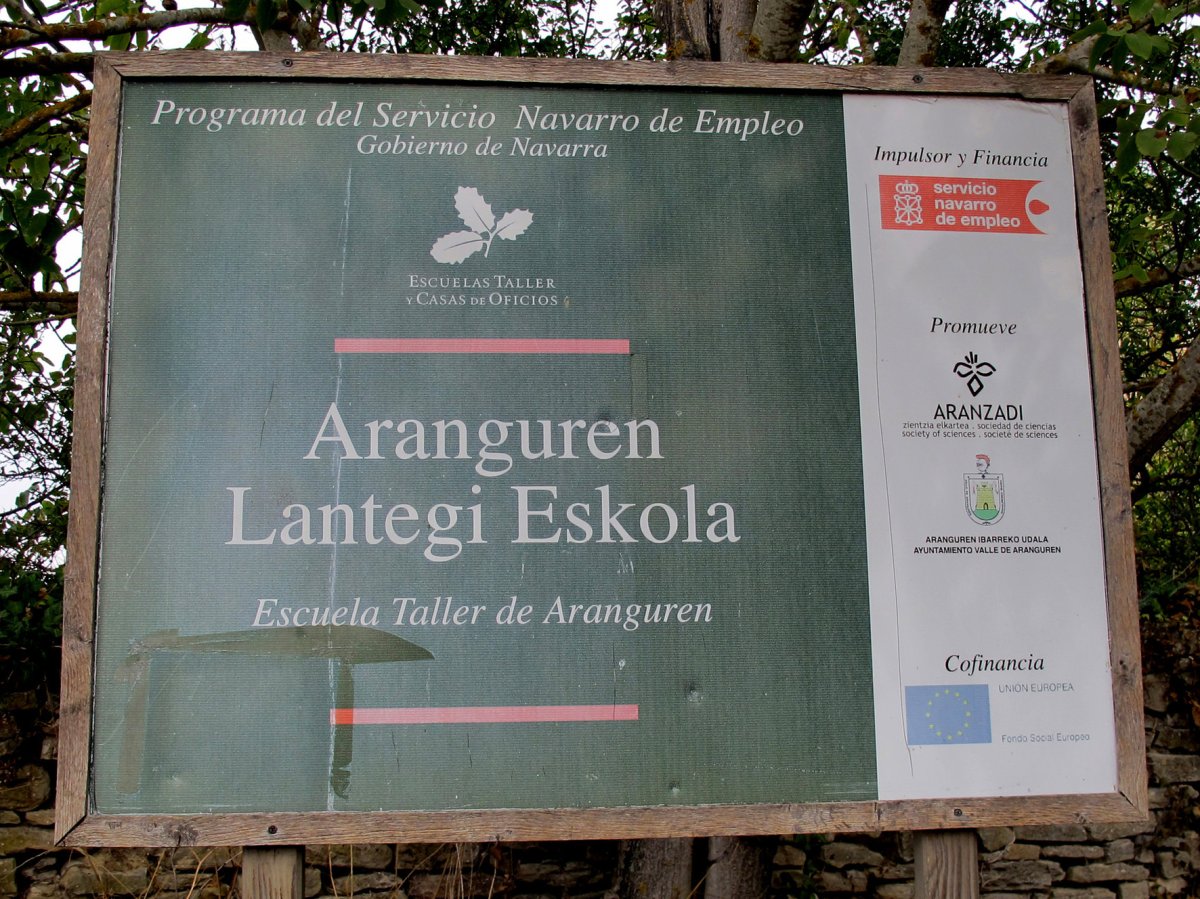 Programa del Servicio Navarro de Empleo
Gobierno de Navarra
ESCUELAS TALLER
Y CASAS DE OFICIOS
Aranguren
Lantegi Eskola
Escuela Taller de Aranguren
Impulsor y Financia
servicio
navarro
de empleo
Promueve
ARANZADI
zientzia elkartea . sociedad de ciencias
society of sciences . societé de sciences
ARANGUREN IBARREKO UDALA
AYUNTAMIENTO VALLE DE ARANGUREN
Cofinancia
UNIÓN EUROPEA
Fondo Social Europeo